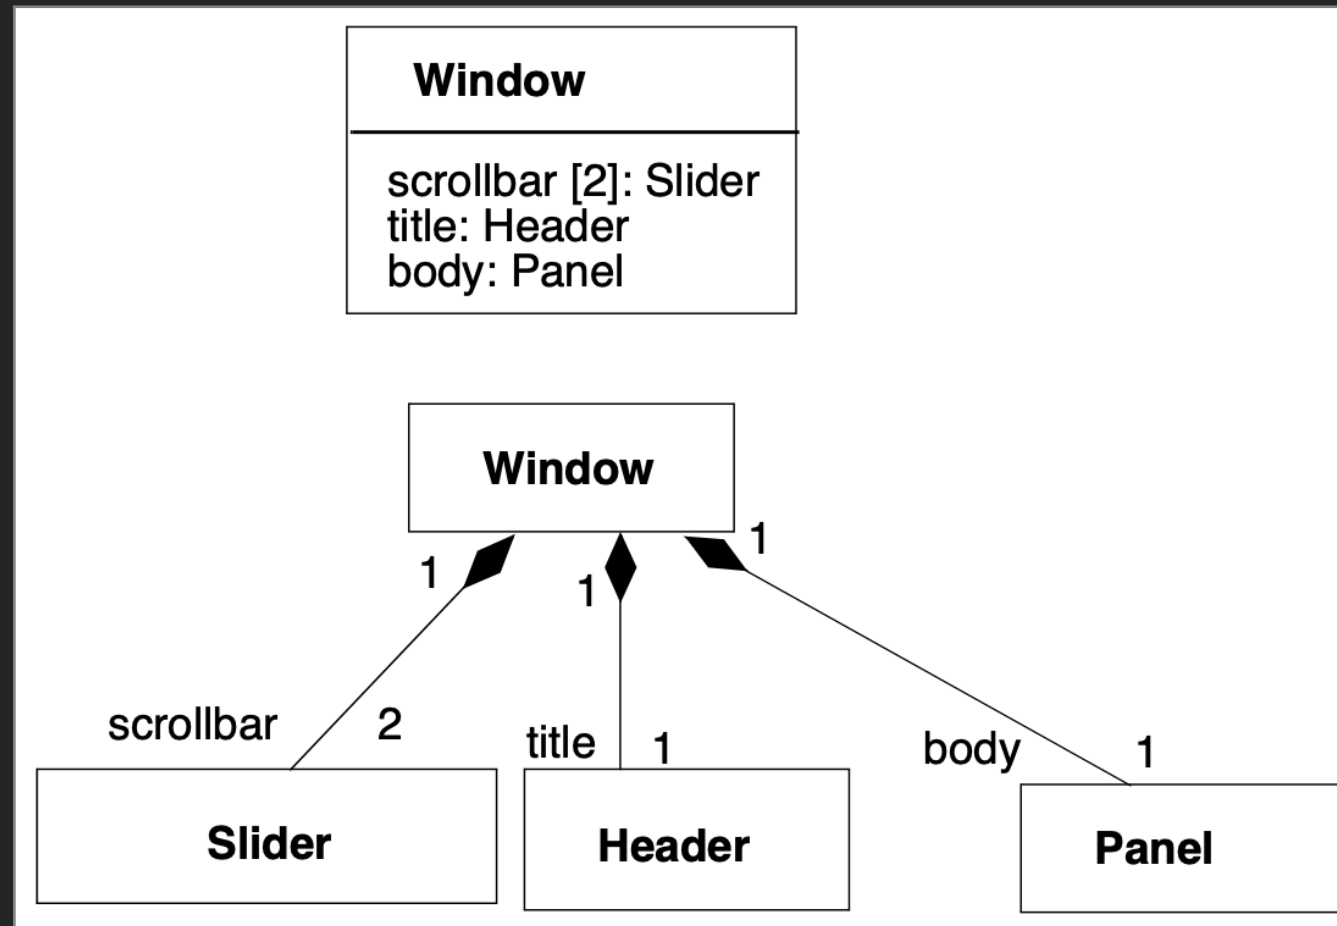 Window
scrollbar [2]: Slider
title: Header
body: Panel
Window
1
1
1
scrollbar
2
title
1
body
1
Slider
Header
Panel